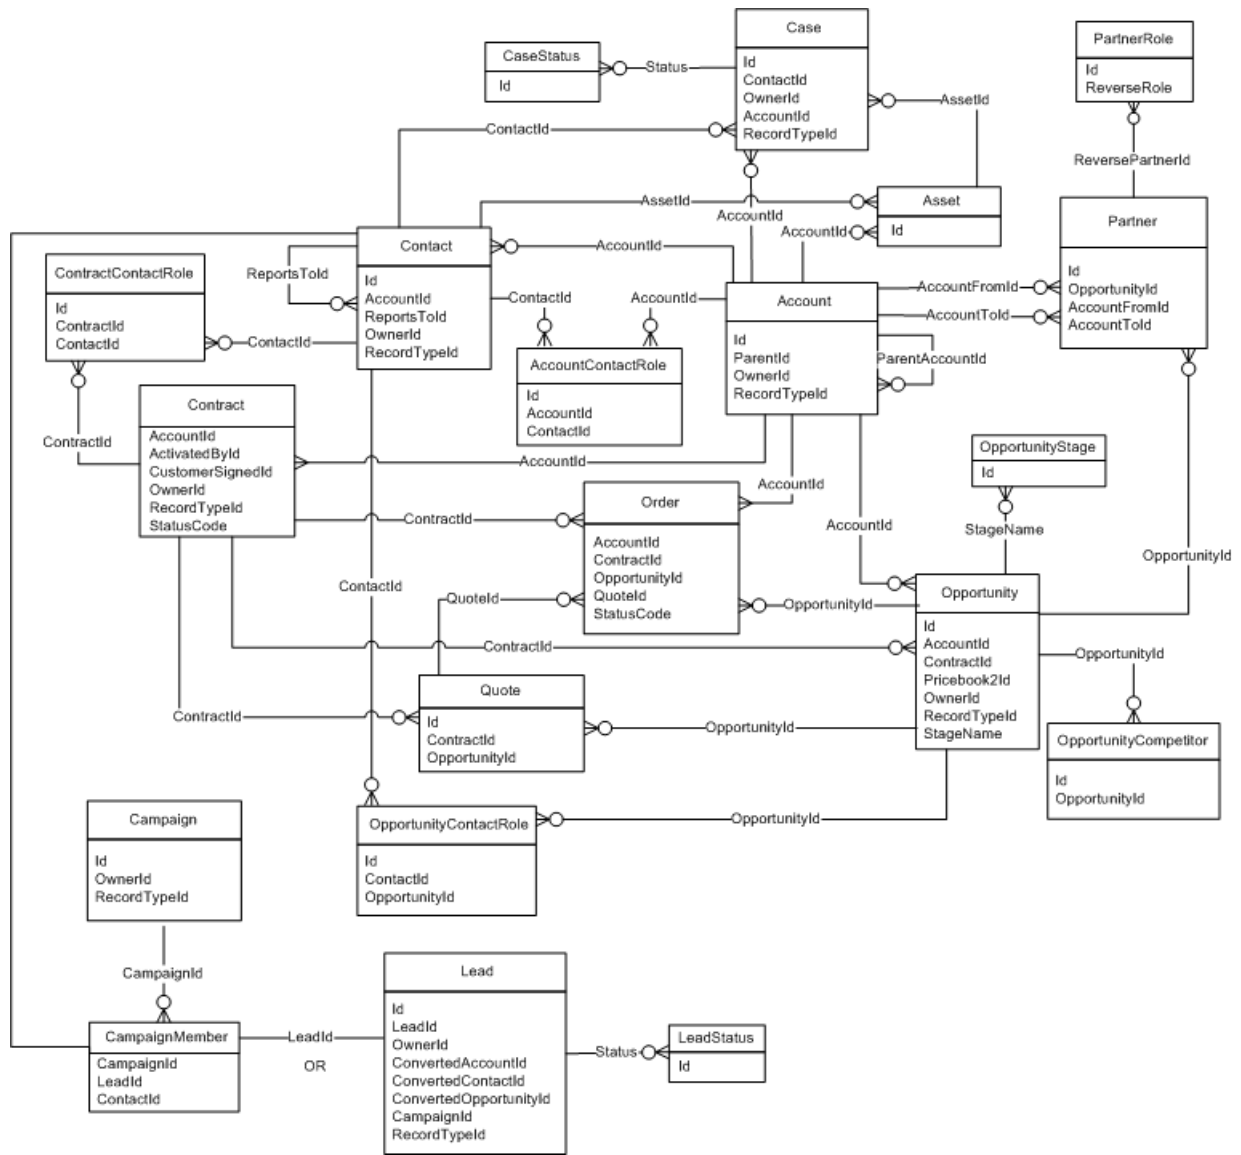 Case
Id
ContactId
OwnerId
AccountId
RecordTypeId
CaseStatus
Id
Status
PartnerRole
Id
ReverseRole
AssetId
ContactId
ReversePartnerId
AssetId
AccountId
Asset
Id
AccountId
Partner
Id
OpportunityId
AccountFromId
AccountToId
Contact
Id
AccountId
ReportsToId
OwnerId
RecordTypeId
AccountId
ReportsToId
ContractContactRole
Id
ContractId
ContactId
ContactId
ContactId
AccountId
Account
Id
ParentId
OwnerId
RecordTypeId
AccountFromId
AccountToId
ParentAccountId
AccountContactRole
Id
AccountId
ContactId
Contract
AccountId
ActivatedById
CustomerSignedId
OwnerId
RecordTypeId
StatusCode
ContractId
AccountId
AccountId
OpportunityStage
Id
StageName
AccountId
Order
AccountId
ContractId
OpportunityId
QuoteId
StatusCode
ContractId
OpportunityId
ContactId
QuoteId
OpportunityId
Opportunity
Id
AccountId
ContractId
Pricebook2Id
OwnerId
RecordTypeId
StageName
ContractId
OpportunityId
Quote
Id
ContractId
OpportunityId
ContractId
OpportunityId
OpportunityCompetitor
Id
OpportunityId
Campaign
Id
OwnerId
RecordTypeId
OpportunityContactRole
Id
ContactId
OpportunityId
OpportunityId
CampaignId
Lead
Id
LeadId
OwnerId
ConvertedAccountId
ConvertedContactId
ConvertedOpportunityId
CampaignId
RecordTypeId
CampaignMember
CampaignId
LeadId
ContactId
LeadId
OR
Status
LeadStatus
Id